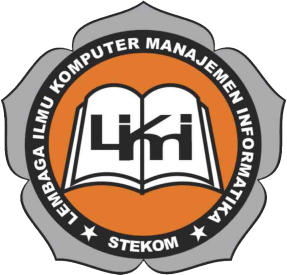 LEMBAGA ILMU KOMPUTER MANAJEMEN INFORMATIKA
LIKMI
STEKOM